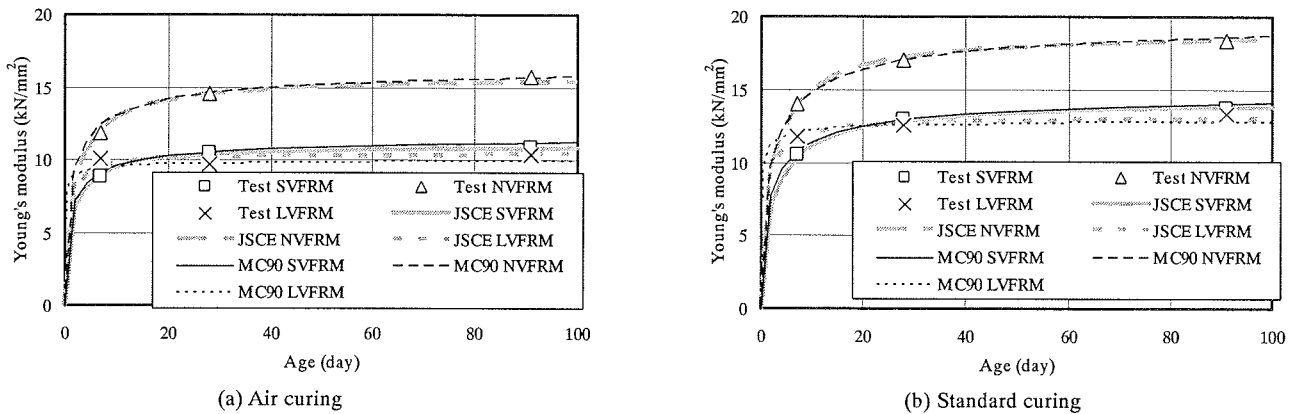 20
15
10
5
0
Young's modulus (kN/mm²)
Test SVFRM
Test NVFRM
Test LVFRM
JSCE SVFRM
JSCE NVFRM
JSCE LVFRM
MC90 SVFRM
MC90 NVFRM
MC90 LVFRM
0 20 40 60 80 100
Age (day)
(a) Air curing
20
15
10
5
0
Young's modulus (kN/mm²)
Test SVFRM
Test NVFRM
Test LVFRM
JSCE SVFRM
JSCE NVFRM
JSCE LVFRM
MC90 SVFRM
MC90 NVFRM
MC90 LVFRM
0 20 40 60 80 100
Age (day)
(b) Standard curing